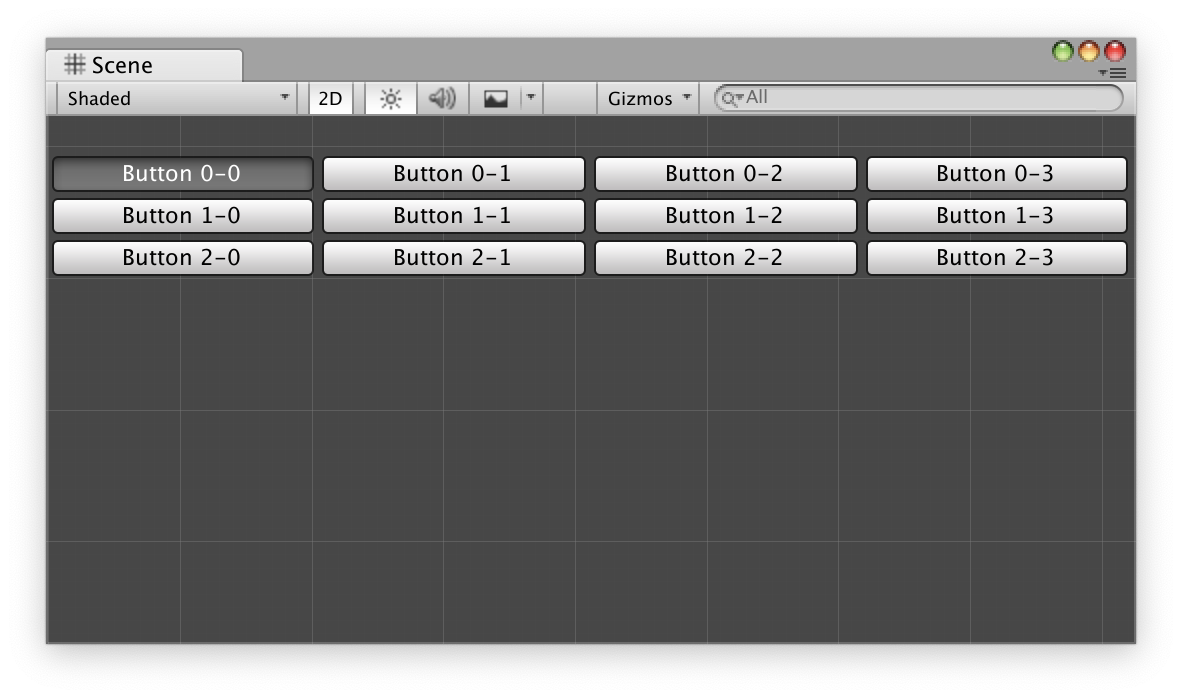 Scene
Shaded 2D Gizmos All
Button 0-0 Button 0-1 Button 0-2 Button 0-3
Button 1-0 Button 1-1 Button 1-2 Button 1-3
Button 2-0 Button 2-1 Button 2-2 Button 2-3